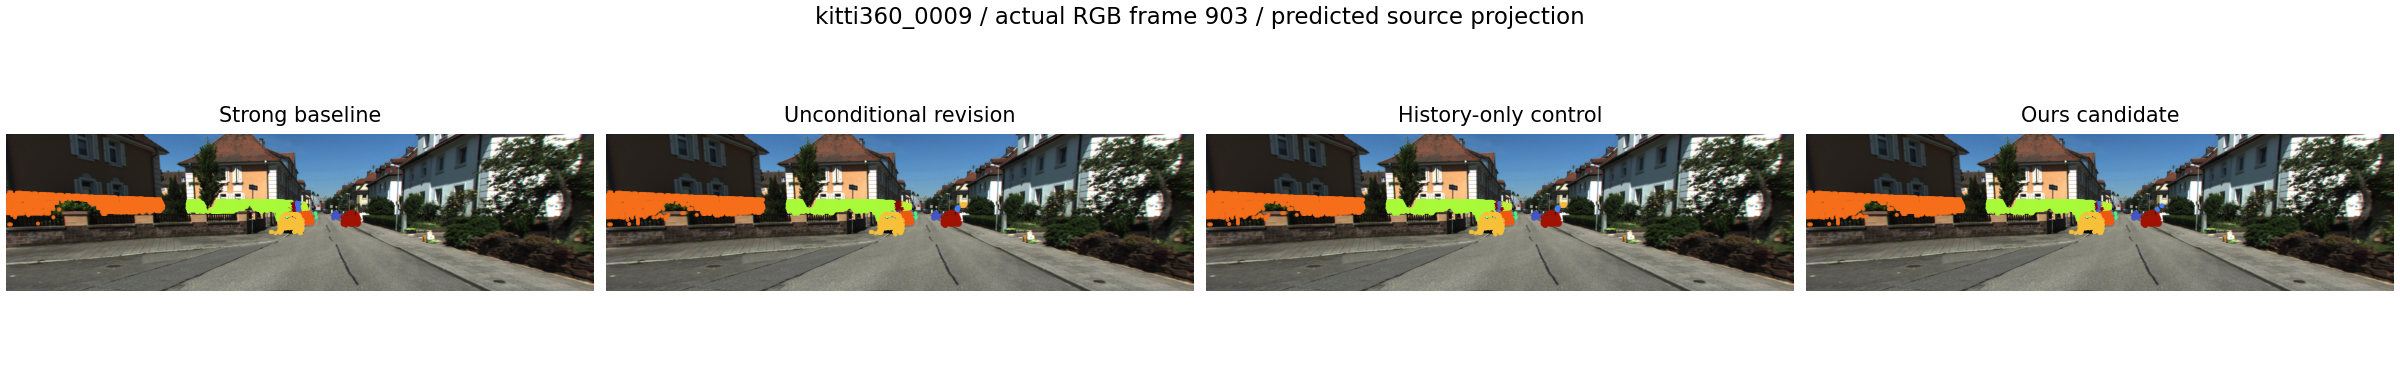 kitti360_0009 / actual RGB frame 903 / predicted source projection
Strong baseline
Unconditional revision
History-only control
Ours candidate